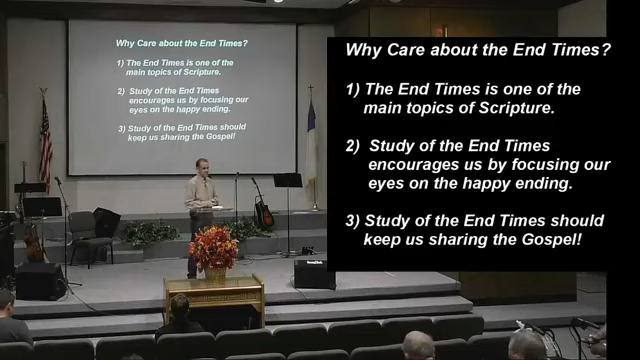 Why Care about the End Times?
1) The End Times is one of the
main topics of Scripture.
2) Study of the End Times
encourages us by focusing our
eyes on the happy ending.
3) Study of the End Times should
keep us sharing the Gospel!
Why Care about the End Times?
1) The End Times is one of the
main topics of Scripture.
2) Study of the End Times
encourages us by focusing our
eyes on the happy ending.
3) Study of the End Times should
keep us sharing the Gospel!